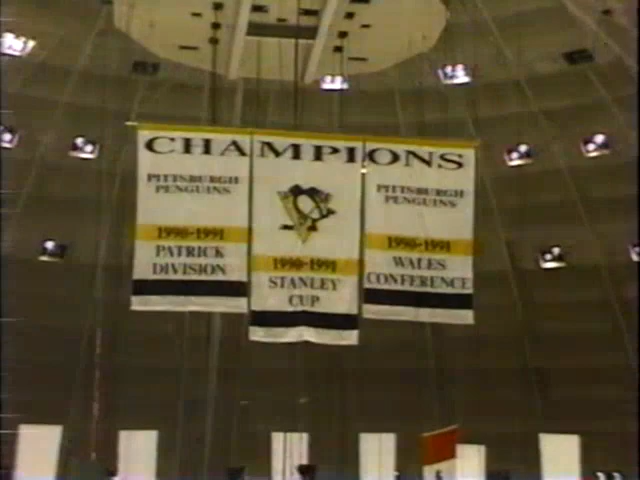 CHAMPIONS
PITTSBURGH
PENGUINS
1990-1991
PATRICK
DIVISION
1990-1991
STANLEY
CUP
PITTSBURGH
PENGUINS
1990-1991
WALES
CONFERENCE